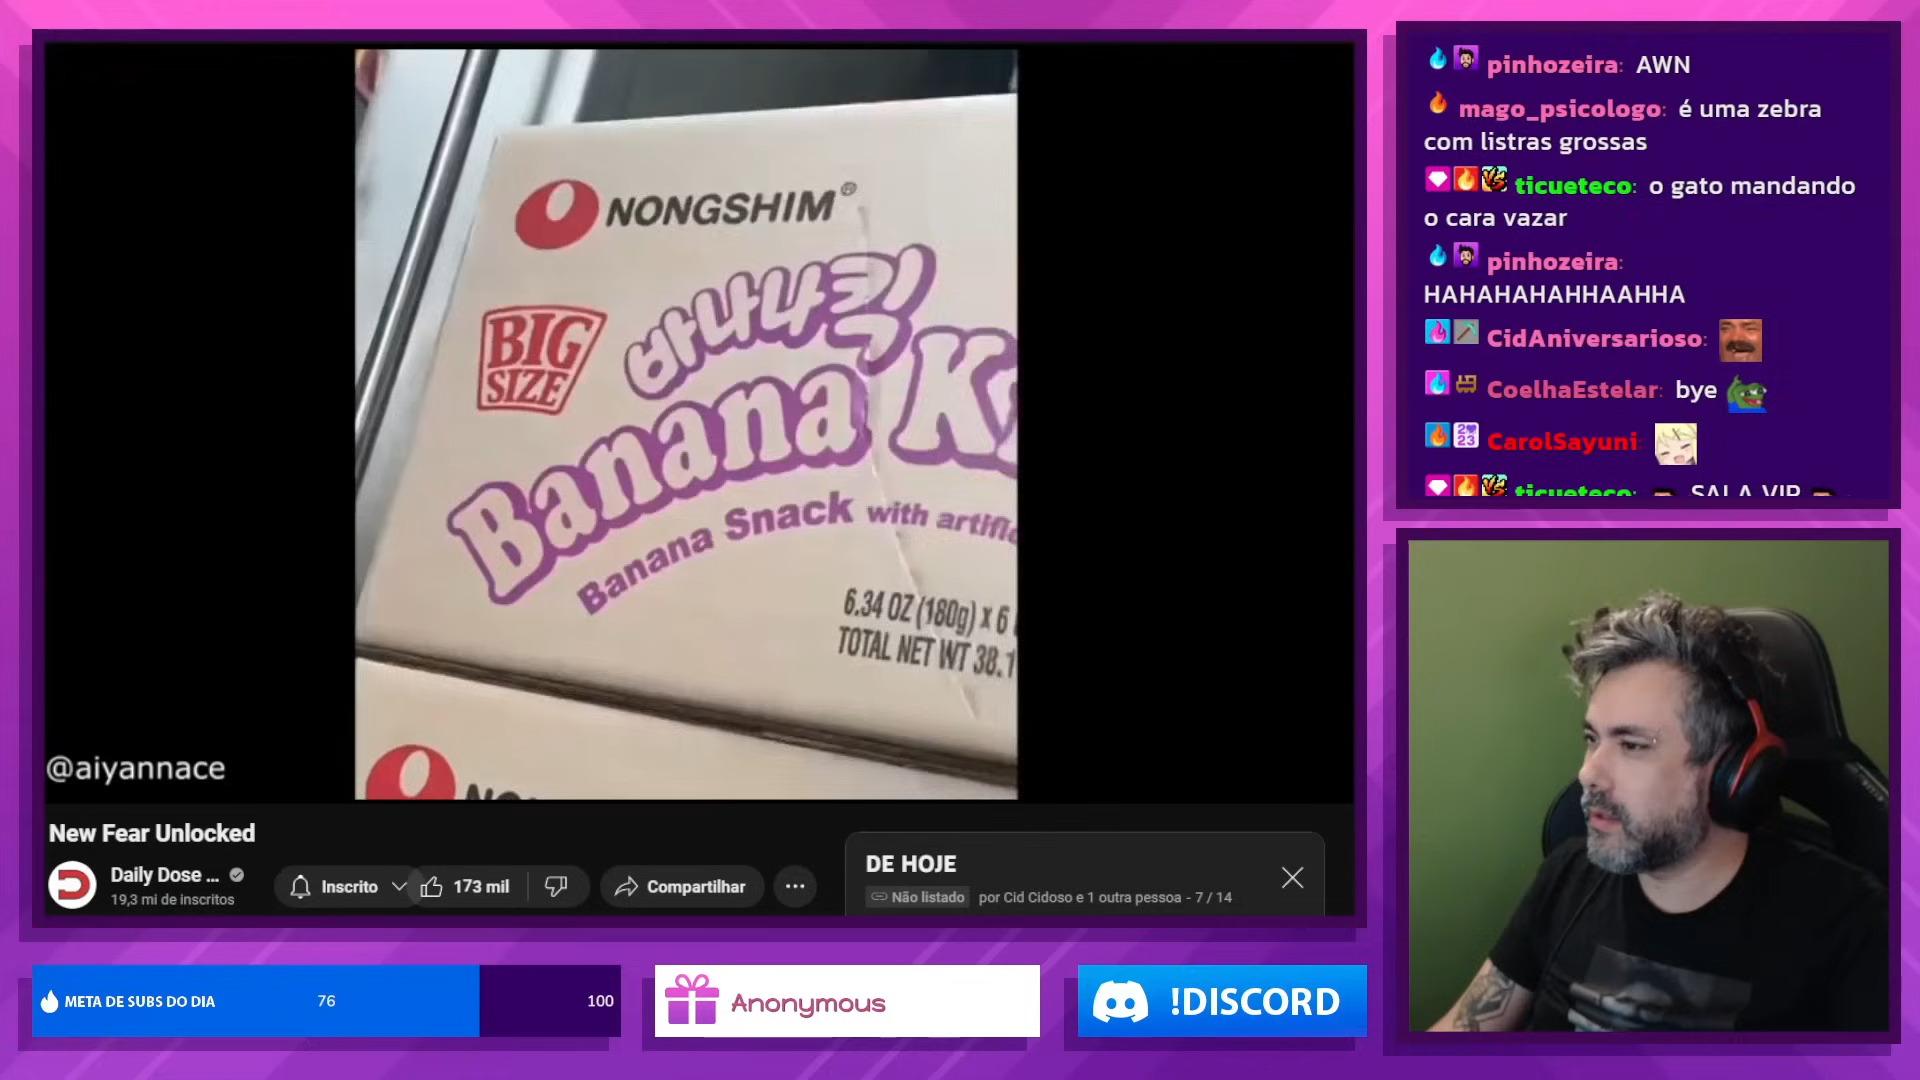 NONGSHIM®
바나나킥
BIG
SIZE
Banana
Banana Snack with
6.34 OZ (180g) X 6
TOTAL NET WT 38.1
@aiyannace
New Fear Unlocked
Daily Dose ...
19,3 mi de inscritos
Inscrito
173 mil
Compartilhar
DE HOJE
Não listado por Cid Cidoso e 1 outra pessoa - 7 / 14
META DE SUBS DO DIA 76 100
Anonymous
!DISCORD
pinhozeira: AWN
mago_psicologo: é uma zebra
com listras grossas
ticueteco: o gato mandando
o cara vazar
pinhozeira:
HAHAHAHAHHAAHHA
CidAniversarioso:
CoelhaEstelar: bye
2023
CarolSayuni:
ticueteco: SALA VIP